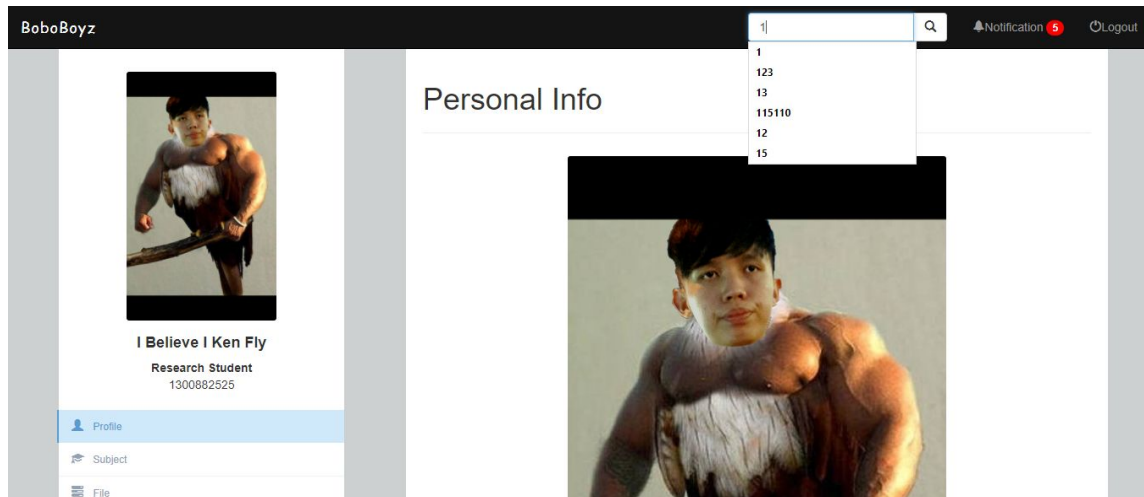 BoboBoyz
1
Notification 5
Logout
1
123
13
115110
12
15
I Believe I Ken Fly
Research Student
1300882525
Profile
Subject
File
Personal Info